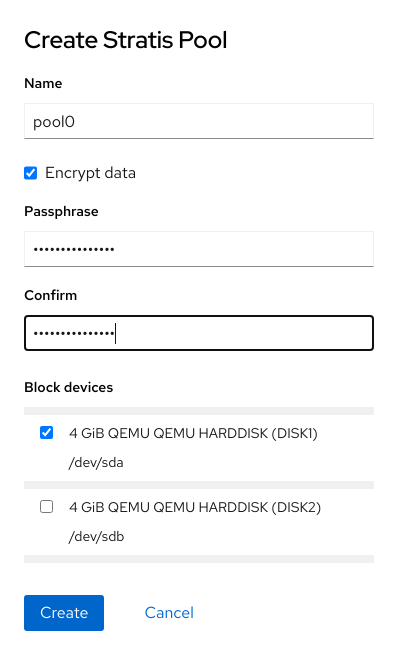 Create Stratis Pool
Name
pool0
Encrypt data
Passphrase
•••••••••••••••
Confirm
•••••••••••••••
Block devices
4 GiB QEMU QEMU HARDDISK (DISK1)
/dev/sda
4 GiB QEMU QEMU HARDDISK (DISK2)
/dev/sdb
Create Cancel